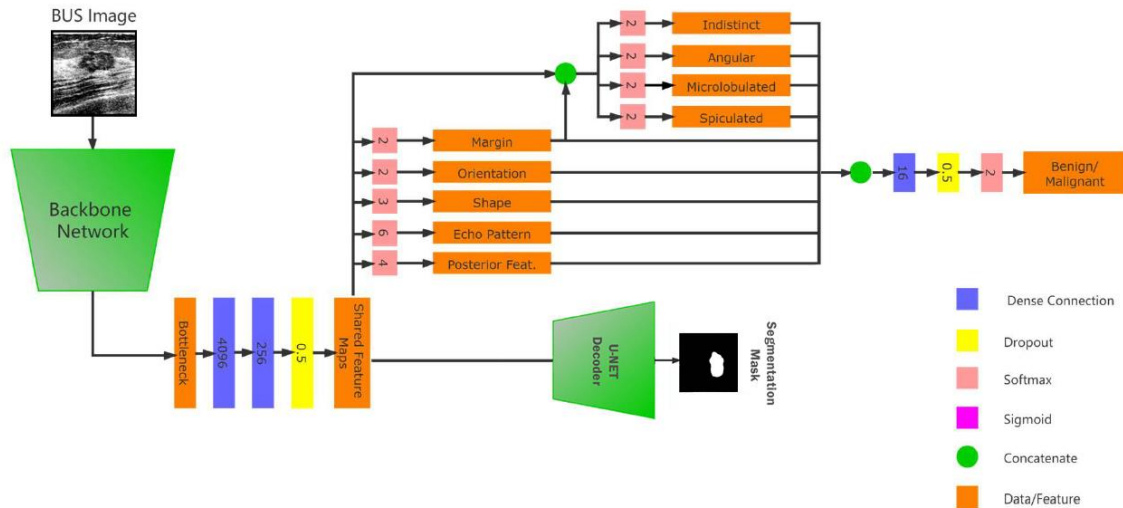 BUS Image
Backbone
Network
Bottleneck
4096
256
0.5
Shared Feature
Maps
2
Margin
2
Orientation
3
Shape
6
Echo Pattern
4
Posterior Feat.
2
Indistinct
2
Angular
2
Microlobulated
2
Spiculated
16
0.5
2
Benign/
Malignant
U-NET
Decoder
Segmentation
Mask
Dense Connection
Dropout
Softmax
Sigmoid
Concatenate
Data/Feature